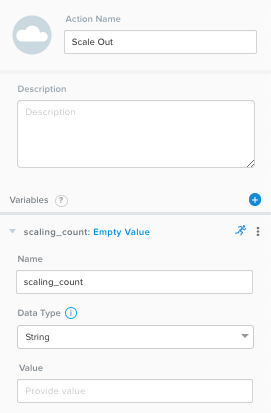 Action Name
Scale Out
Description
Description
Variables ?
scaling_count: Empty Value
Name
scaling_count
Data Type i
String
Value
Provide value